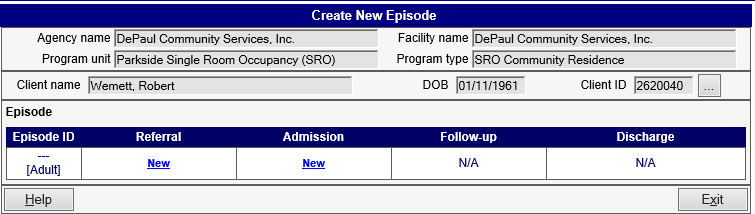 Create New Episode
Agency name DePaul Community Services, Inc. Facility name DePaul Community Services, Inc.
Program unit Parkside Single Room Occupancy (SRO) Program type SRO Community Residence
Client name Wemett, Robert DOB 01/11/1961 Client ID 2620040 ...
Episode
Episode ID Referral Admission Follow-up Discharge
--- 
[Adult] New New N/A N/A
Help Exit